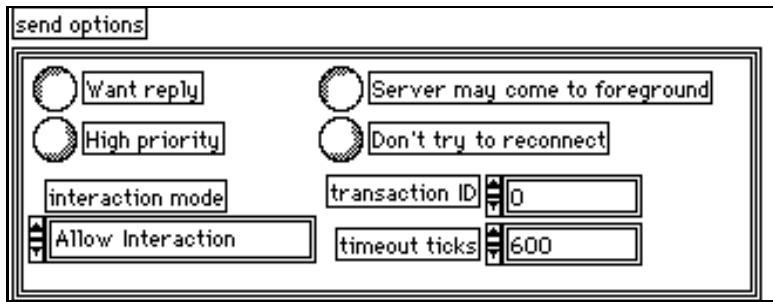 send options
Want reply
Server may come to foreground
High priority
Don't try to reconnect
interaction mode
transaction ID 0
Allow Interaction
timeout ticks 600